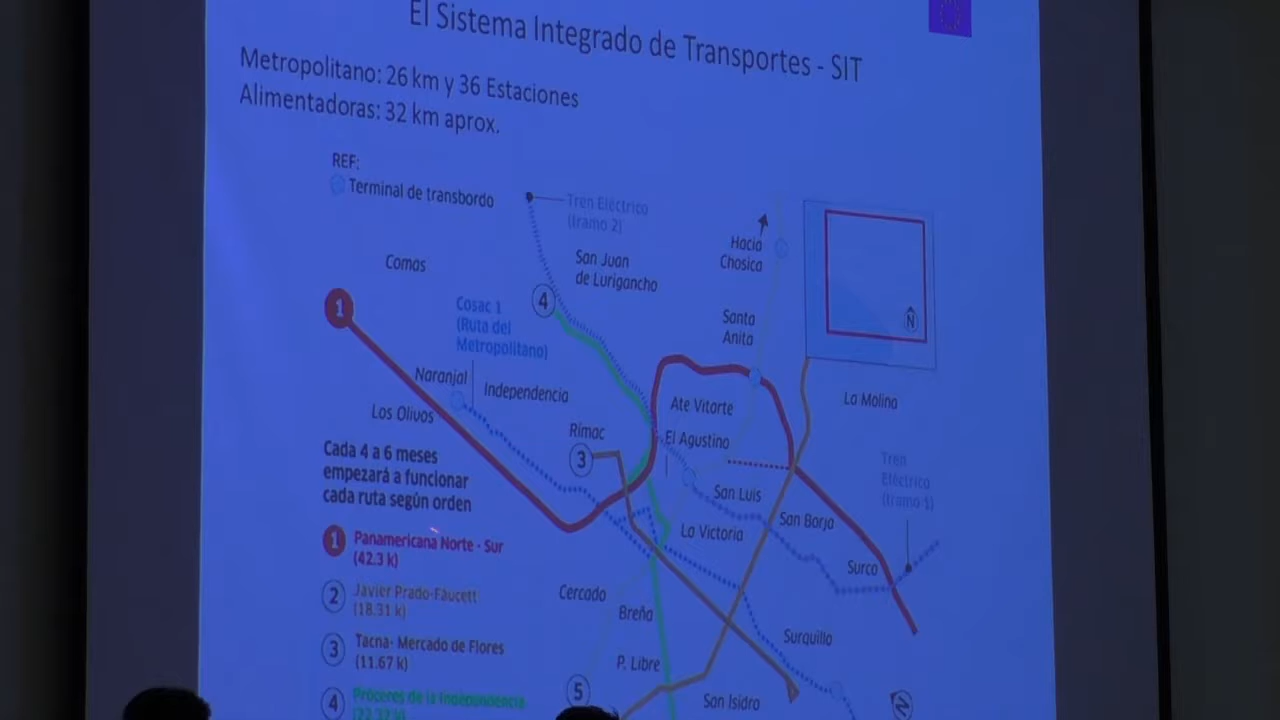 El Sistema Integrado de Transportes - SIT
Metropolitano: 26 km y 36 Estaciones
Alimentadoras: 32 km aprox.
REF:
Terminal de transbordo
Tren Eléctrico
(tramo 2)
Hacia
Chosica
San Juan
de Lurigancho
Comas
4
1
Cosac 1
(Ruta del
Metropolitano)
Santa
Anita
N
Naranjal
Independencia
Ate Vitarte
La Molina
Los Olivos
Rímac
El Agustino
3
Cada 4 a 6 meses
empezará a funcionar
cada ruta según orden
Tren
Eléctrico
(tramo 1)
San Luis
San Borja
La Victoria
Surco
1 Panamericana Norte - Sur
(42.3 k)
2 Javier Prado-Faucett
(18.31 k)
Cercado
Breña
Surquillo
3 Tacna- Mercado de Flores
(11.67 k)
P. Libre
5
San Isidro
4 Próceres de la Independencia